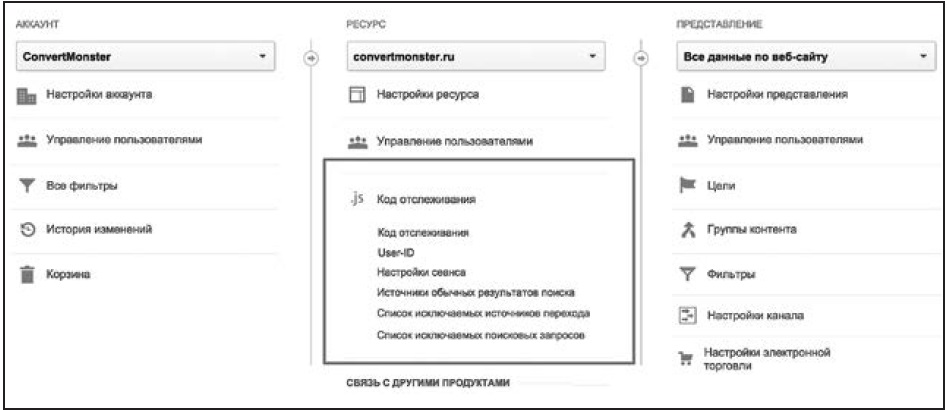 АККАУНТ
ConvertMonster
Настройки аккаунта
Управление пользователями
Все фильтры
История изменений
Корзина
РЕСУРС
convertmonster.ru
Настройки ресурса
Управление пользователями
.js Код отслеживания
Код отслеживания
User-ID
Настройки сеанса
Источники обычных результатов поиска
Список исключаемых источников перехода
Список исключаемых поисковых запросов
СВЯЗЬ С ДРУГИМИ ПРОДУКТАМИ
ПРЕДСТАВЛЕНИЕ
Все данные по веб-сайту
Настройки представления
Управление пользователями
Цели
Группы контента
Фильтры
Настройки канала
Настройки электронной
торговли